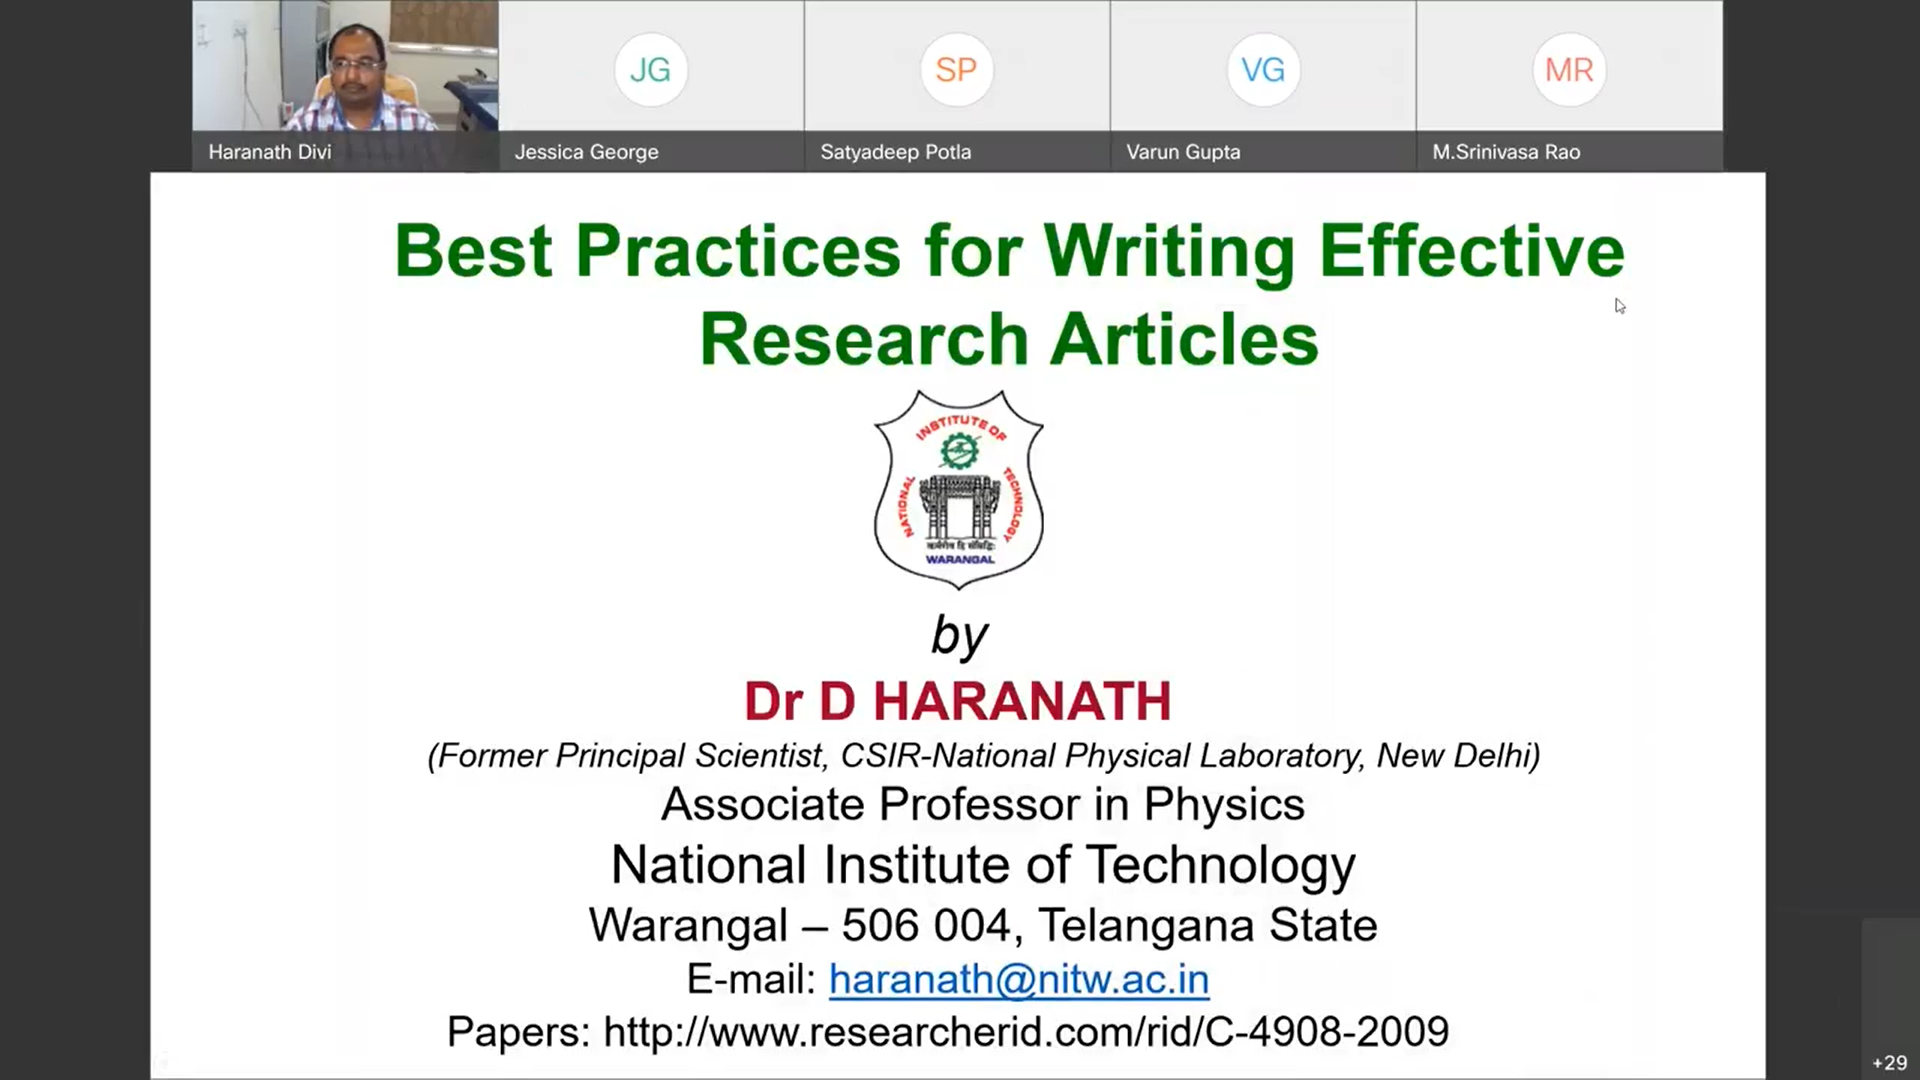 JG
SP
VG
MR
Haranath Divi
Jessica George
Satyadeep Potla
Varun Gupta
M.Srinivasa Rao
Best Practices for Writing Effective
Research Articles
NATIONAL INSTITUTE OF TECHNOLOGY
WARANGAL
by
Dr D HARANATH
(Former Principal Scientist, CSIR-National Physical Laboratory, New Delhi)
Associate Professor in Physics
National Institute of Technology
Warangal – 506 004, Telangana State
E-mail: haranath@nitw.ac.in
Papers: http://www.researcherid.com/rid/C-4908-2009
+29